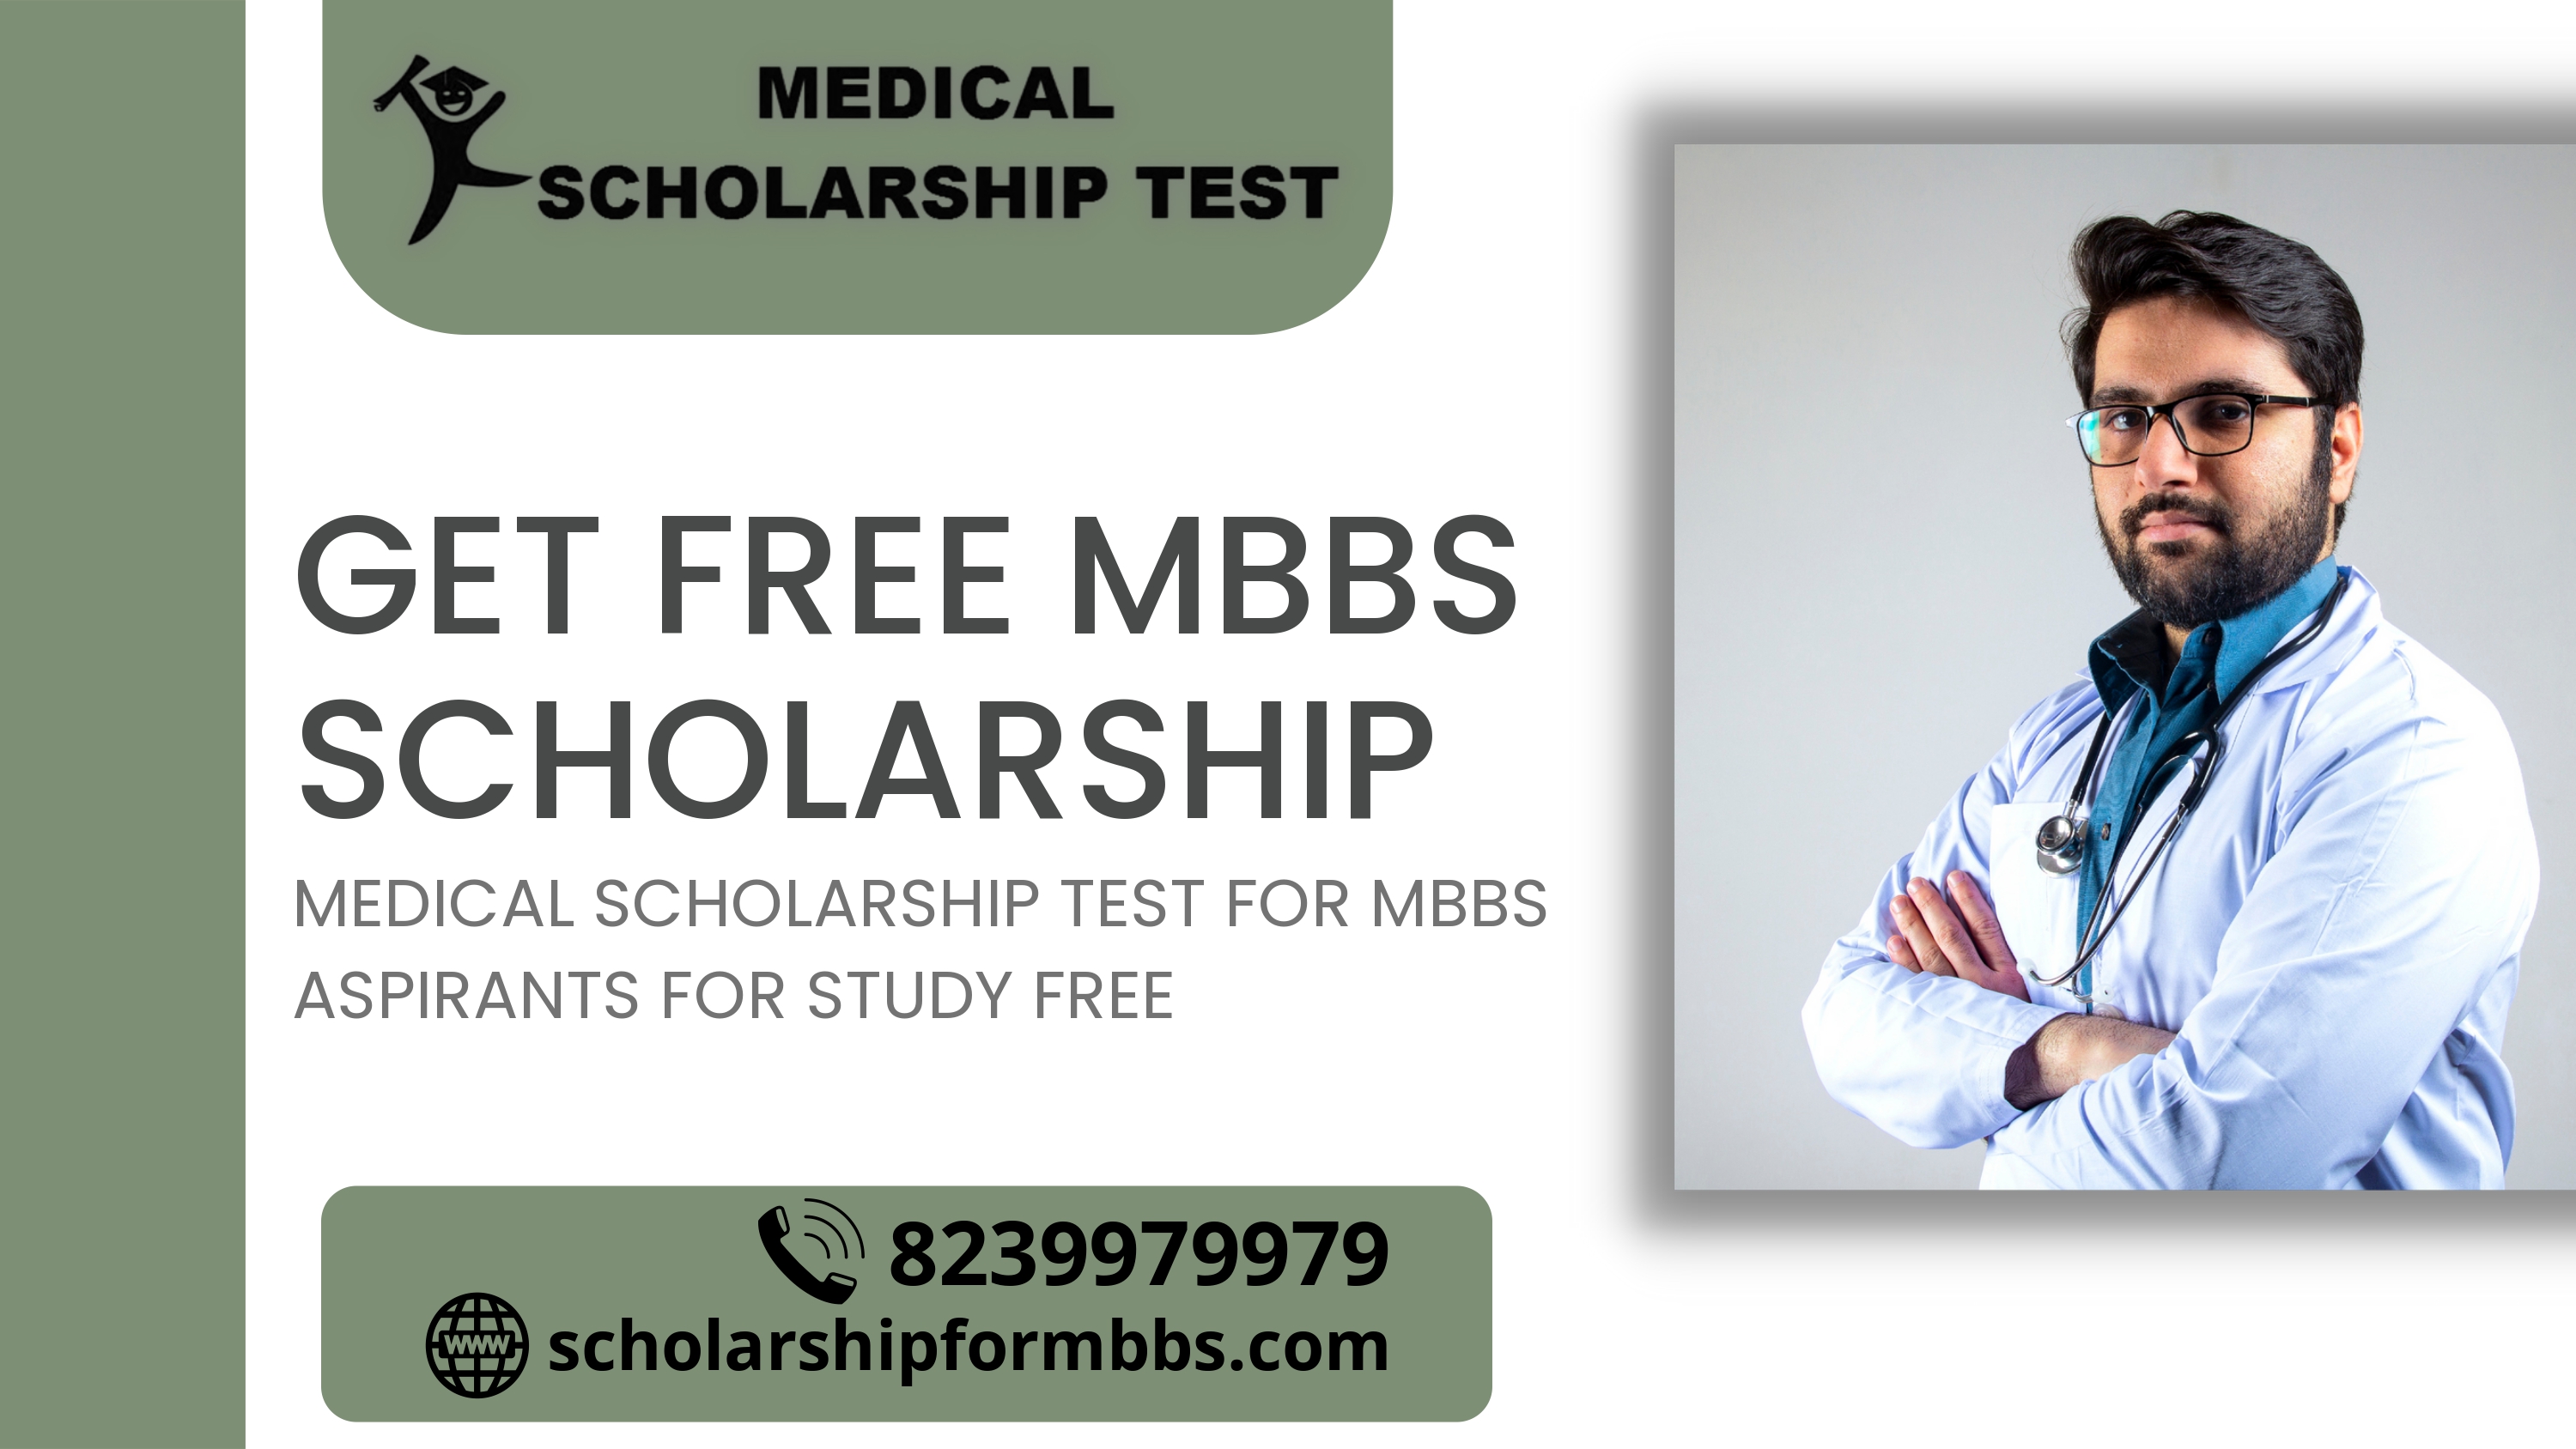 MEDICAL
SCHOLARSHIP TEST
GET FREE MBBS
SCHOLARSHIP
MEDICAL SCHOLARSHIP TEST FOR MBBS
ASPIRANTS FOR STUDY FREE
8239979979
www
scholarshipformbbs.com